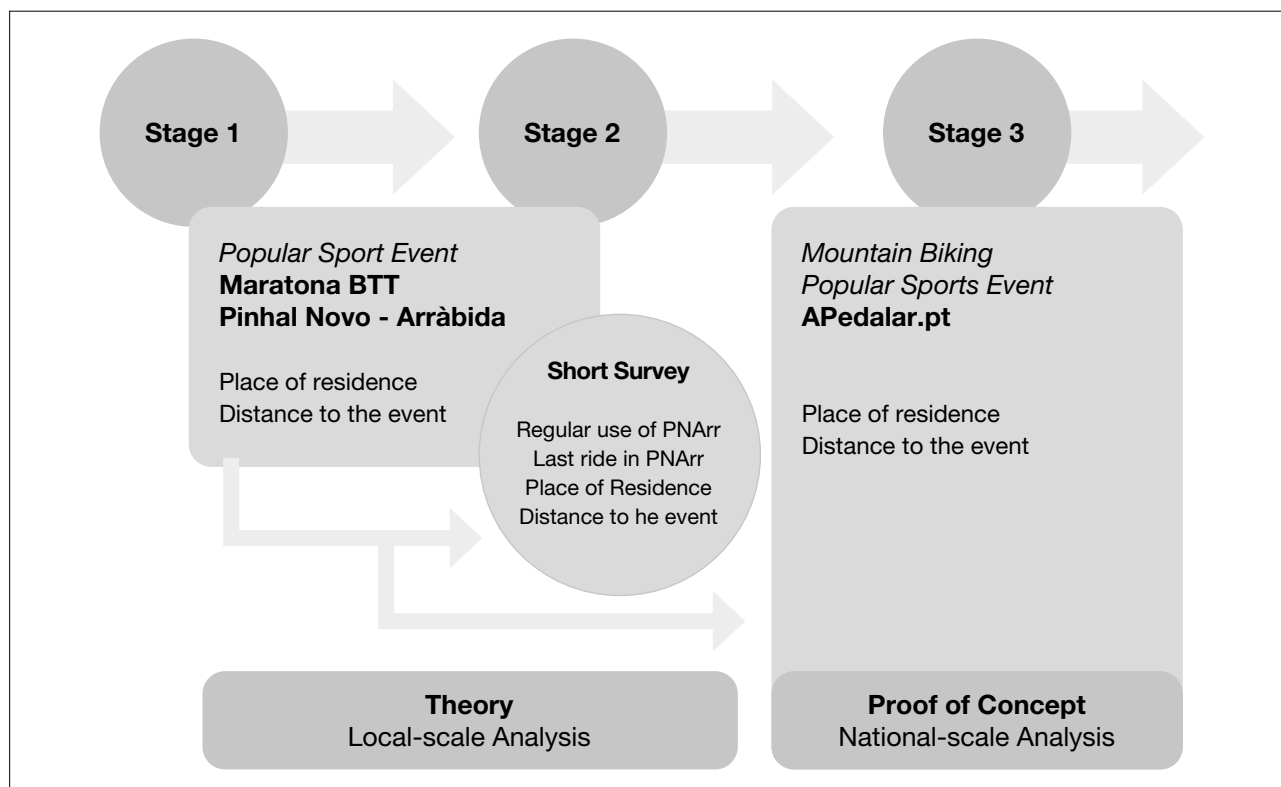 Stage 1
Stage 2
Stage 3
Popular Sport Event
Maratona BTT
Pinhal Novo - Arràbida
Place of residence
Distance to the event
Short Survey
Regular use of PNArr
Last ride in PNArr
Place of Residence
Distance to he event
Mountain Biking
Popular Sports Event
APedalar.pt
Place of residence
Distance to the event
Theory
Local-scale Analysis
Proof of Concept
National-scale Analysis